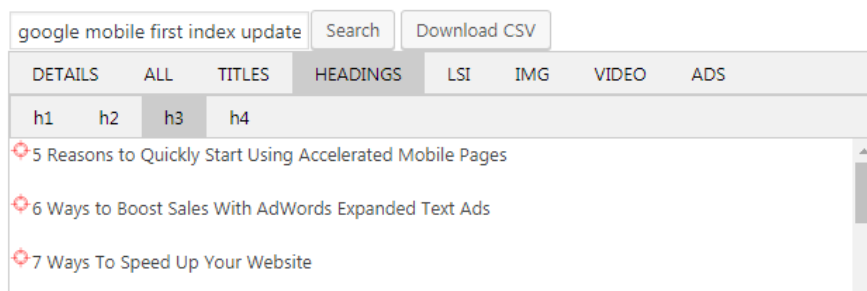 google mobile first index update Search Download CSV
DETAILS ALL TITLES HEADINGS LSI IMG VIDEO ADS
h1 h2 h3 h4
5 Reasons to Quickly Start Using Accelerated Mobile Pages
6 Ways to Boost Sales With AdWords Expanded Text Ads
7 Ways To Speed Up Your Website